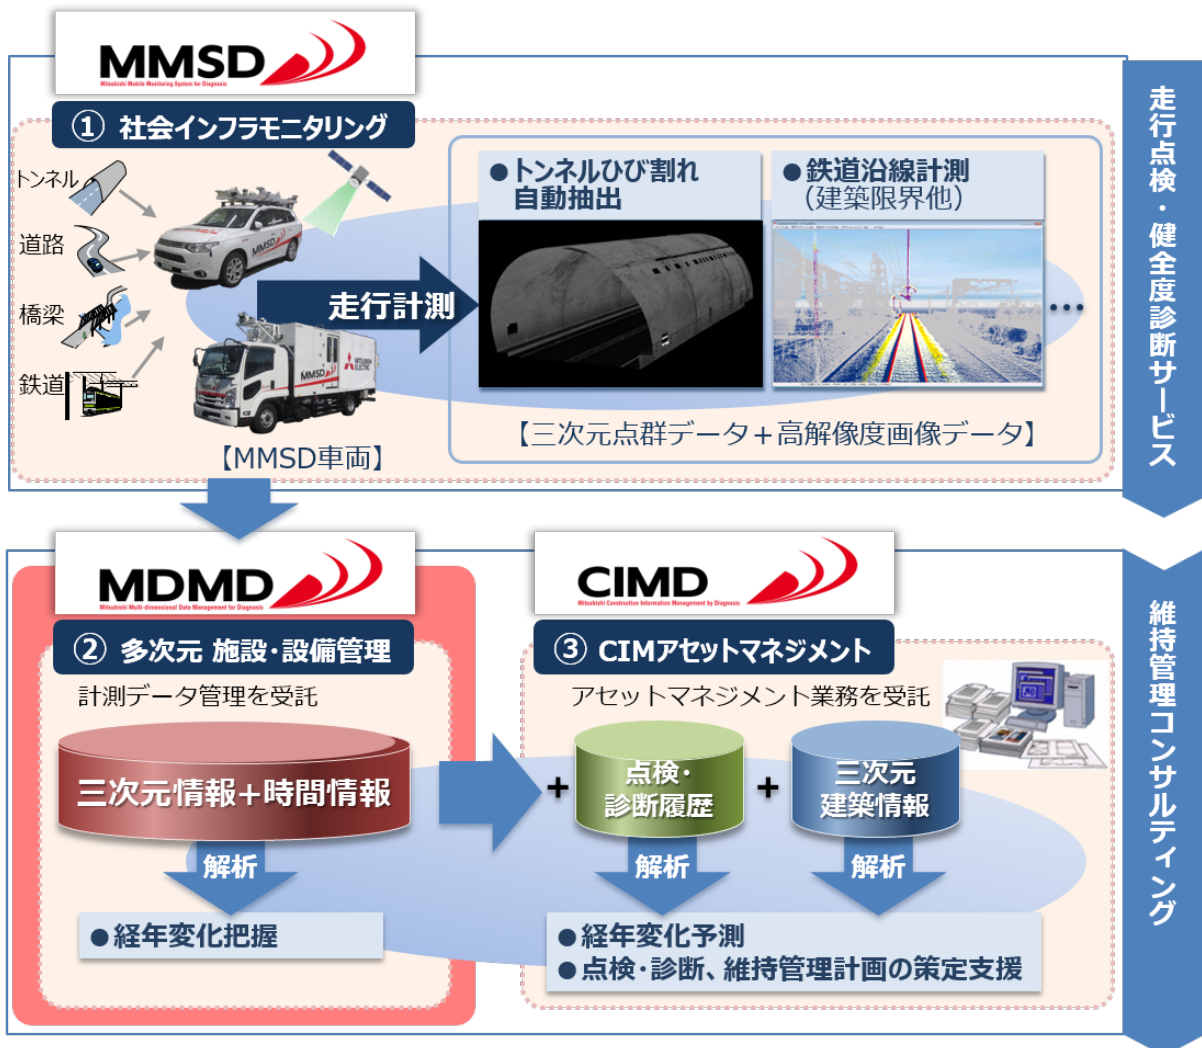 MMSD
Mitsubishi Mobile Monitoring System for Diagnosis
① 社会インフラモニタリング
トンネル
道路
橋梁
鉄道
MMSD
MMSD
MITSUBISHI
ELECTRIC
【MMSD車両】
走行計測
●トンネルひび割れ
自動抽出
●鉄道沿線計測
（建築限界他）
…
【三次元点群データ＋高解像度画像データ】
走行点検・健全度診断サービス
MDMD
Mitsubishi Multi-dimensional Data Management for Diagnosis
② 多次元 施設・設備管理
計測データ管理を受託
三次元情報+時間情報
解析
●経年変化把握
CIMD
Mitsubishi Construction Information Management by Diagnosis
③ CIMアセットマネジメント
アセットマネジメント業務を受託
+
点検・
診断履歴
+
三次元
建築情報
解析
解析
●経年変化予測
●点検・診断、維持管理計画の策定支援
維持管理コンサルティング